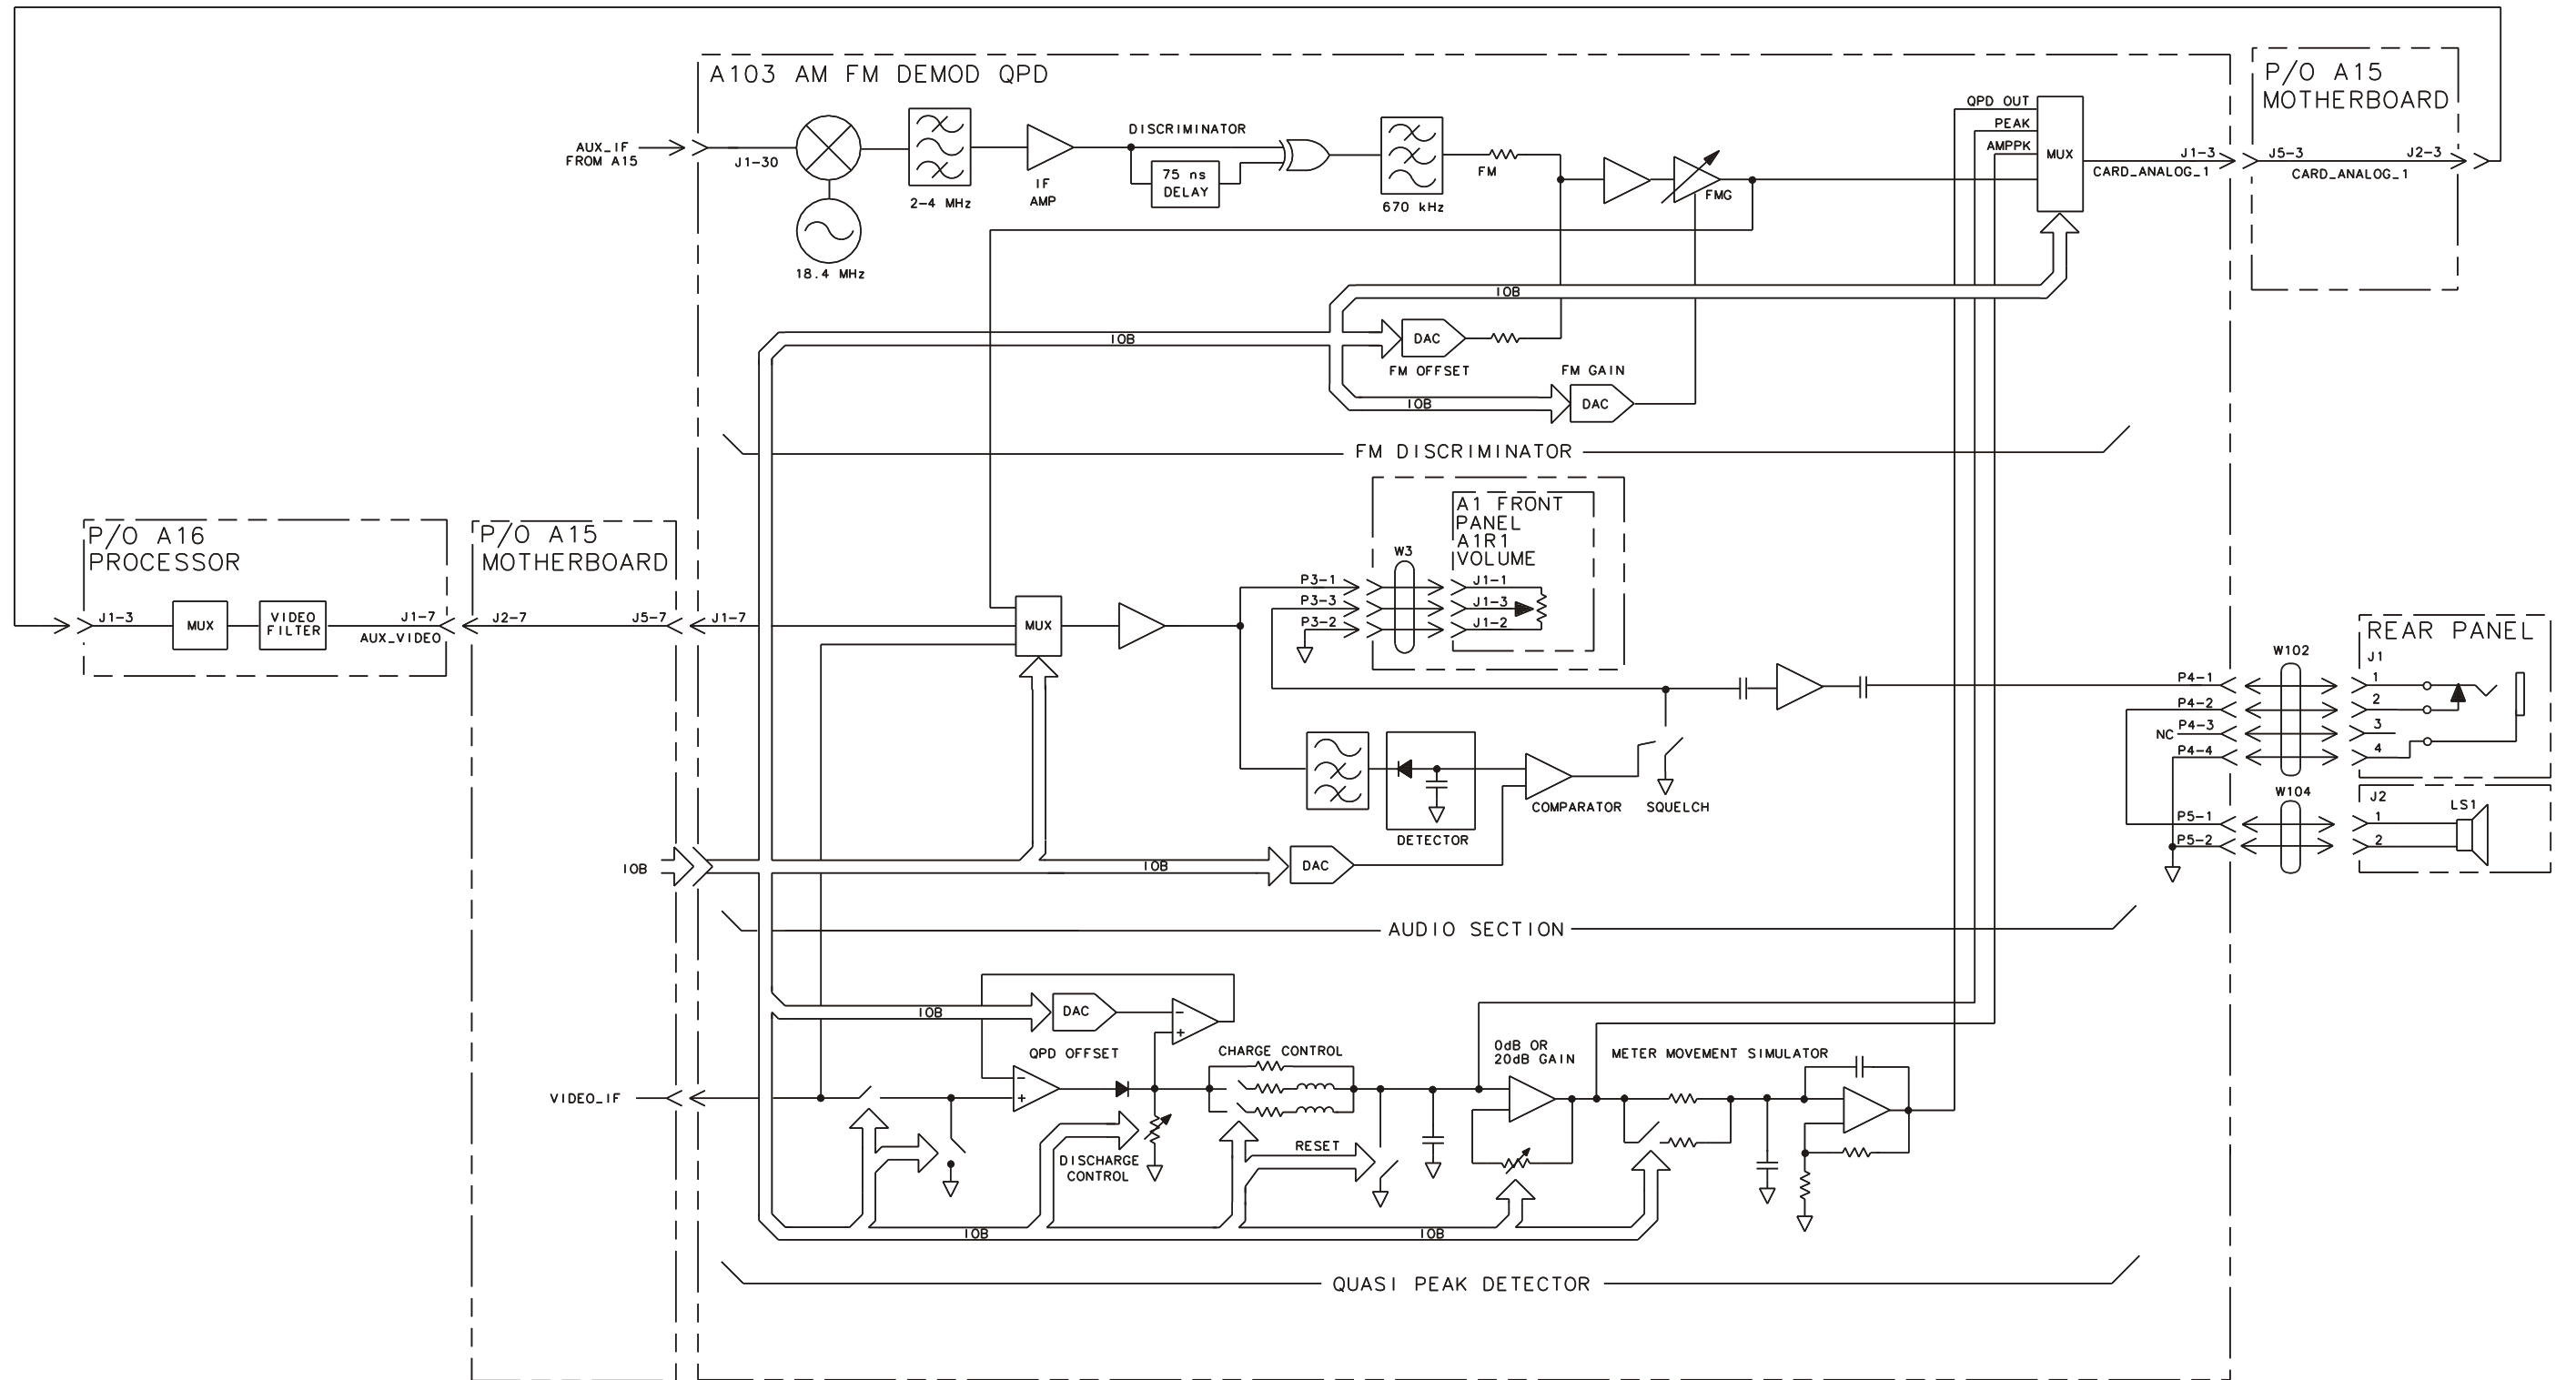 A103 AM FM DEMOD QPD
P/O A15
MOTHERBOARD
AUX_IF
FROM A15
J1-30
18.4 MHz
2-4 MHz
IF
AMP
DISCRIMINATOR
75 ns
DELAY
670 kHz
FM
FMG
QPD OUT
PEAK
AMPPK
MUX
J1-3
CARD_ANALOG_1
J5-3
J2-3
CARD_ANALOG_1
IOB
IOB
DAC
FM OFFSET
FM GAIN
IOB
DAC
FM DISCRIMINATOR
P/O A16
PROCESSOR
J1-3
MUX
VIDEO
FILTER
J1-7
AUX_VIDEO
P/O A15
MOTHERBOARD
J2-7
J5-7
J1-7
MUX
A1 FRONT
PANEL
A1R1
VOLUME
W3
P3-1
P3-3
P3-2
J1-1
J1-3
J1-2
DETECTOR
COMPARATOR
SQUELCH
IOB
IOB
DAC
W102
P4-1
P4-2
NC
P4-3
P4-4
W104
P5-1
P5-2
REAR PANEL
J1
1
2
3
4
J2
LS1
1
2
AUDIO SECTION
IOB
DAC
-
+
QPD OFFSET
-
+
VIDEO_IF
CHARGE CONTROL
DISCHARGE
CONTROL
RESET
0dB OR
20dB GAIN
METER MOVEMENT SIMULATOR
IOB
IOB
QUASI PEAK DETECTOR